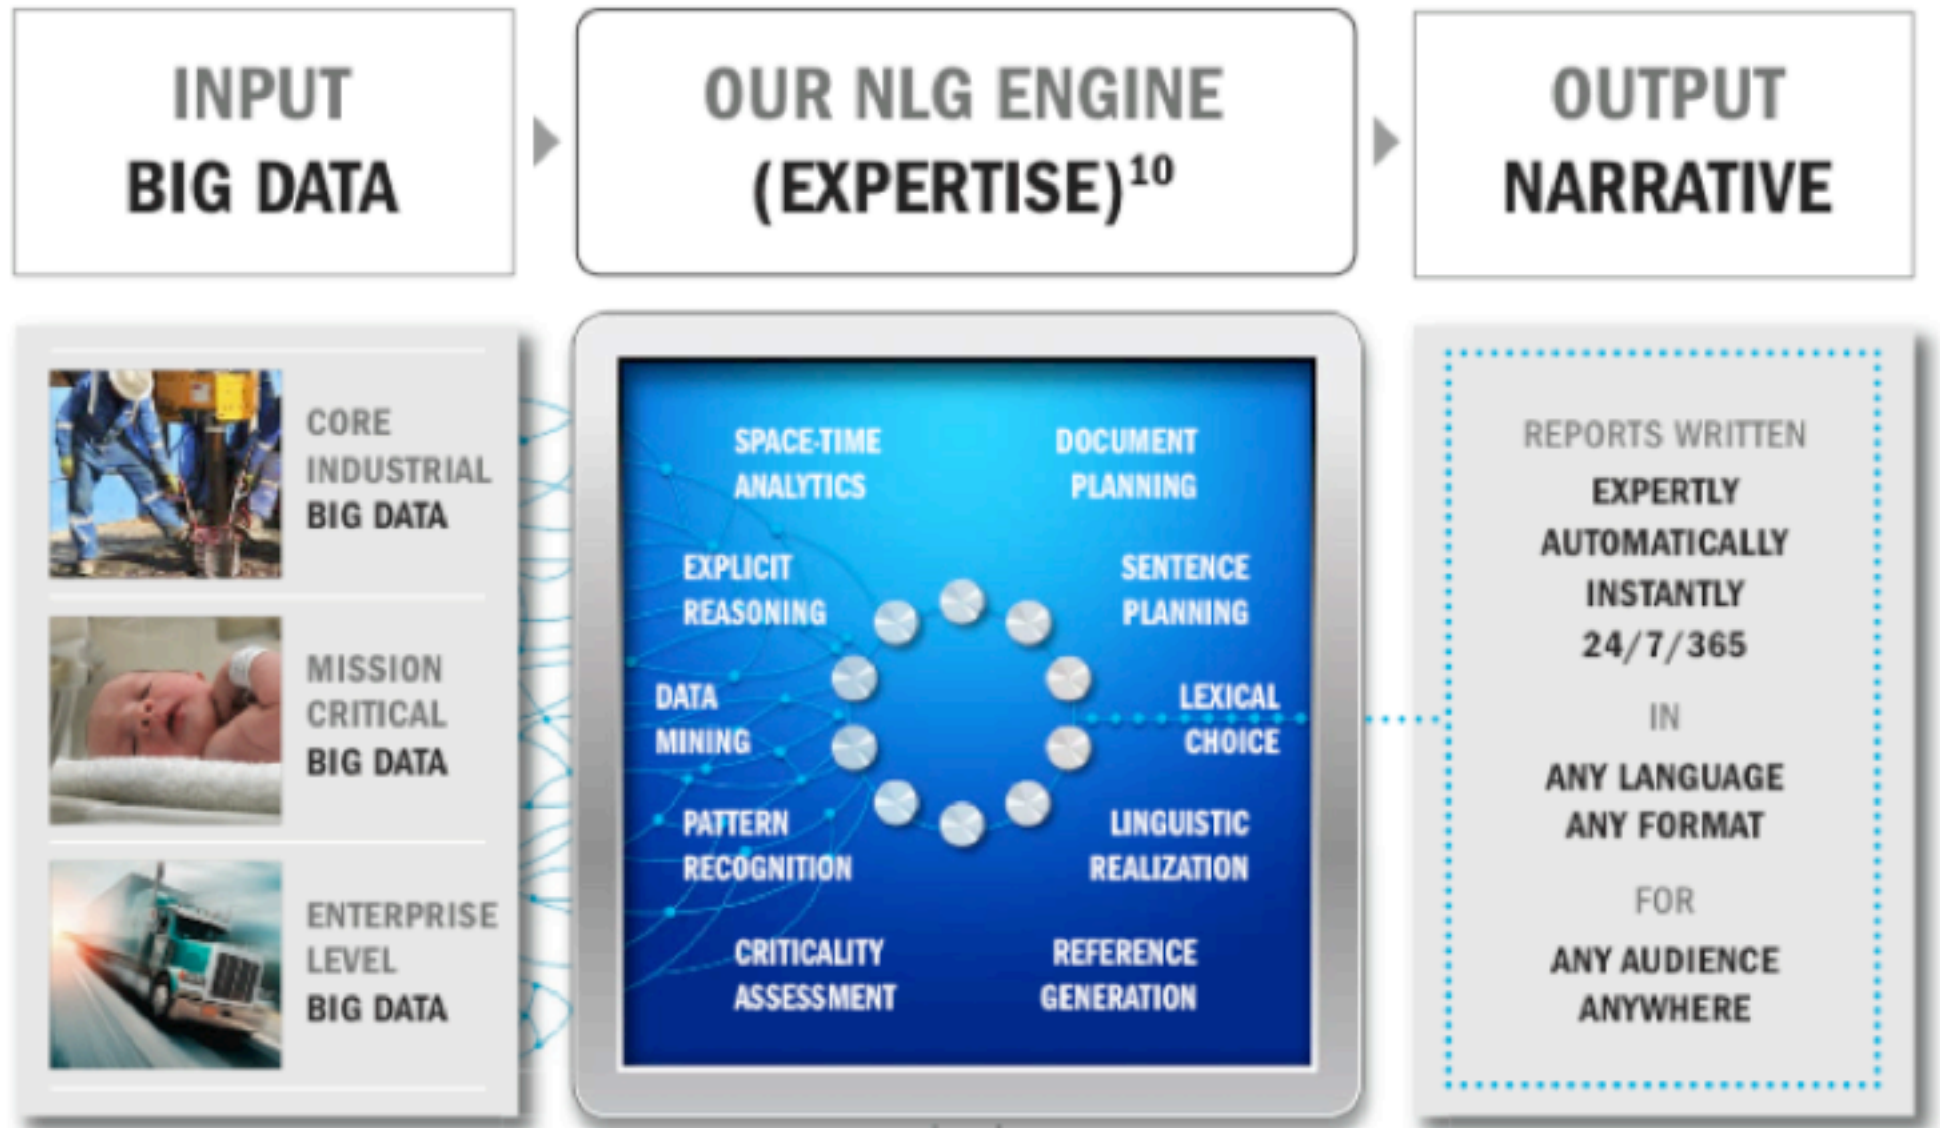 INPUT
BIG DATA
OUR NLG ENGINE
(EXPERTISE)¹⁰
OUTPUT
NARRATIVE
CORE
INDUSTRIAL
BIG DATA
MISSION
CRITICAL
BIG DATA
ENTERPRISE
LEVEL
BIG DATA
SPACE-TIME
ANALYTICS
EXPLICIT
REASONING
DATA
MINING
PATTERN
RECOGNITION
CRITICALITY
ASSESSMENT
DOCUMENT
PLANNING
SENTENCE
PLANNING
LEXICAL
CHOICE
LINGUISTIC
REALIZATION
REFERENCE
GENERATION
REPORTS WRITTEN
EXPERTLY
AUTOMATICALLY
INSTANTLY
24/7/365
IN
ANY LANGUAGE
ANY FORMAT
FOR
ANY AUDIENCE
ANYWHERE